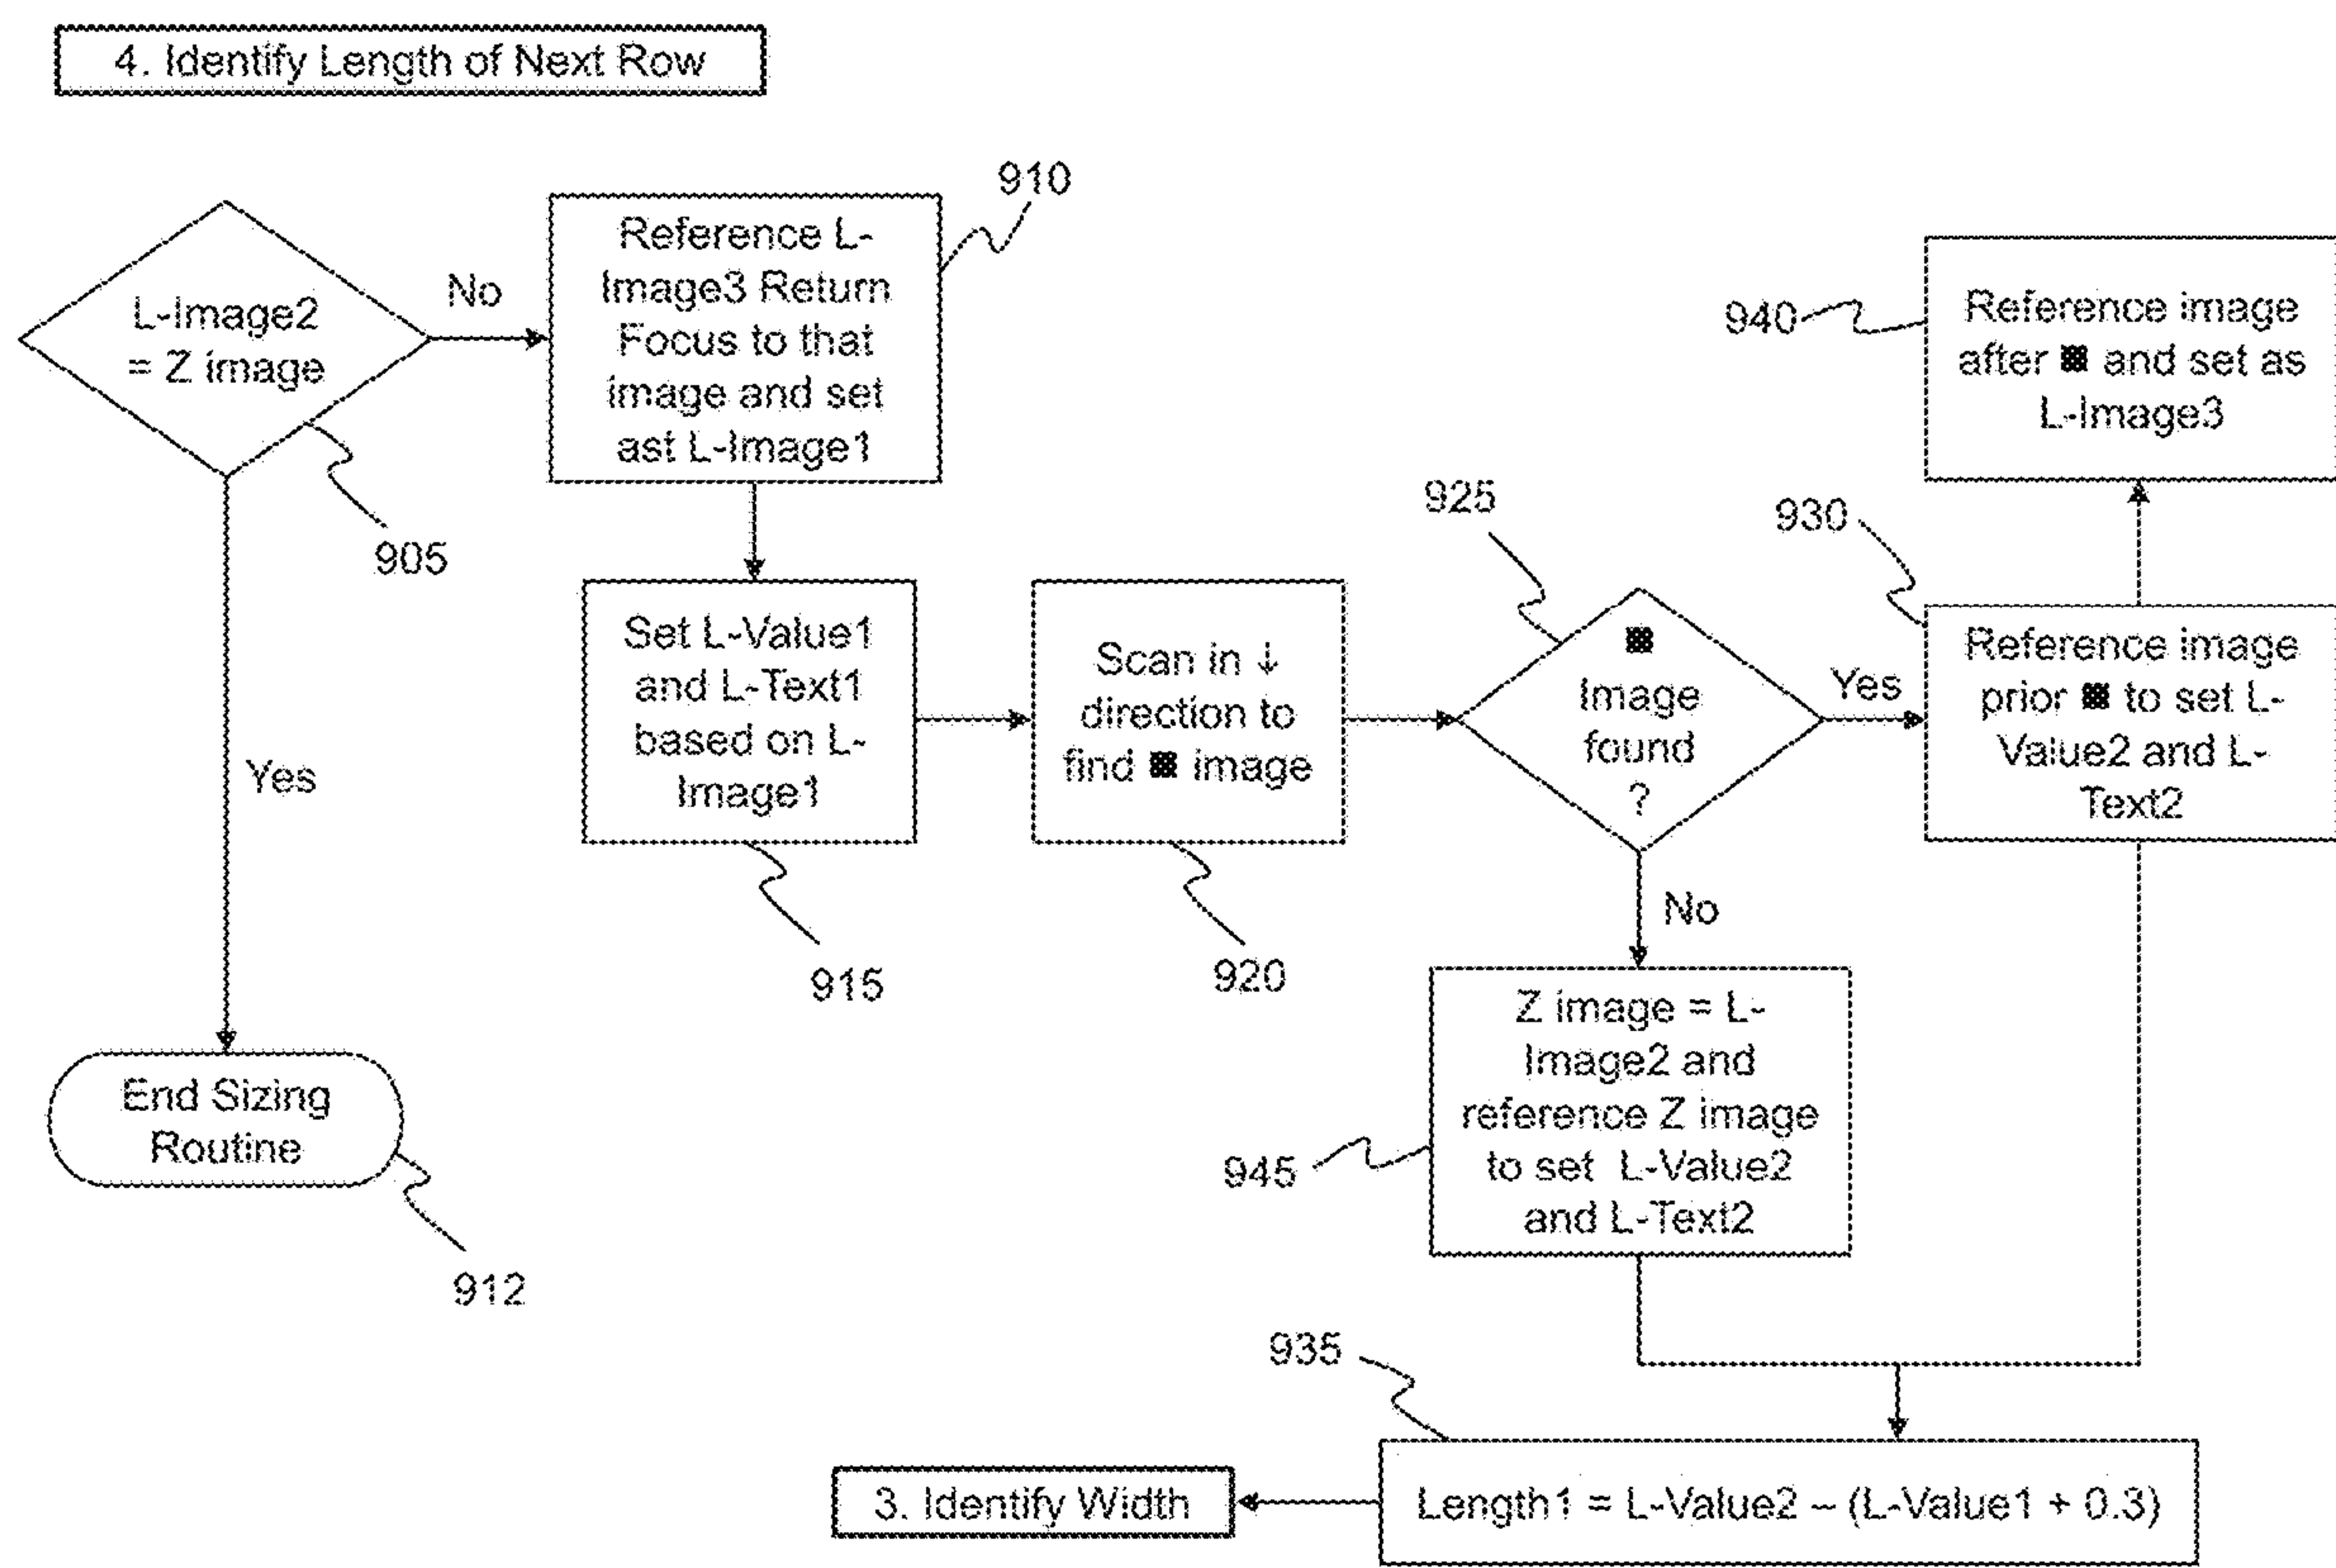 4. Identify Length of Next Row
910
Reference L-
Image3 Return
Focus to that
image and set
ast L-Image1
No
L-Image2
= Z image
905
Yes
End Sizing
Routine
912
Set L-Value1
and L-Text1
based on L-
Image1
915
Scan in ↓
direction to
find ▩ image
920
925
▩
Image
found
?
Yes
No
930
Reference image
prior ▩ to set L-
Value2 and L-
Text2
940
Reference image
after ▩ and set as
L-Image3
Z image = L-
Image2 and
reference Z image
to set L-Value2
and L-Text2
945
935
Length1 = L-Value2 – (L-Value1 + 0.3)
3. Identify Width